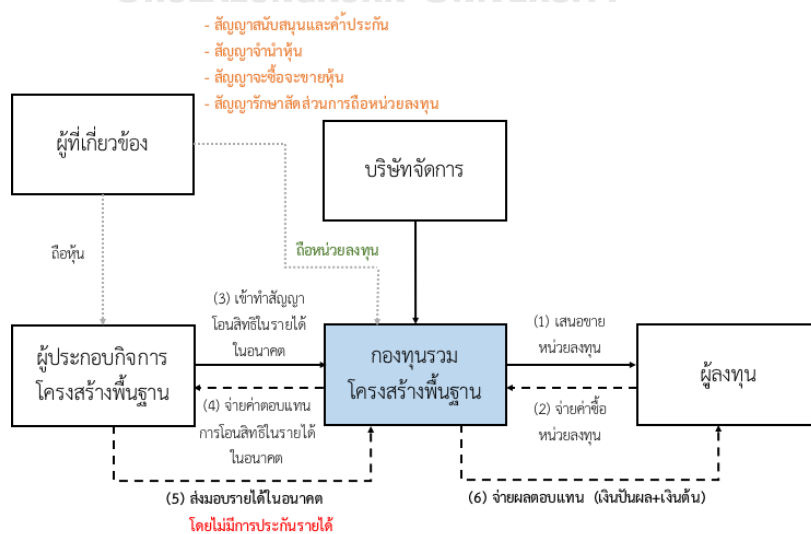 - สัญญาสนับสนุนและค้ำประกัน
- สัญญาจำนำหุ้น
- สัญญาจะซื้อจะขายหุ้น
- สัญญารักษาสัดส่วนการถือหน่วยลงทุน
ผู้ที่เกี่ยวข้อง
บริษัทจัดการ
ถือหุ้น
ถือหน่วยลงทุน
(3) เข้าทำสัญญา
โอนสิทธิในรายได้
ในอนาคต
(1) เสนอขาย
หน่วยลงทุน
ผู้ประกอบกิจการ
โครงสร้างพื้นฐาน
กองทุนรวม
โครงสร้างพื้นฐาน
ผู้ลงทุน
(4) จ่ายค่าตอบแทน
การโอนสิทธิในรายได้
ในอนาคต
(2) จ่ายค่าซื้อ
หน่วยลงทุน
(5) ส่งมอบรายได้ในอนาคต
โดยไม่มีการประกันรายได้
(6) จ่ายผลตอบแทน (เงินปันผล+เงินต้น)